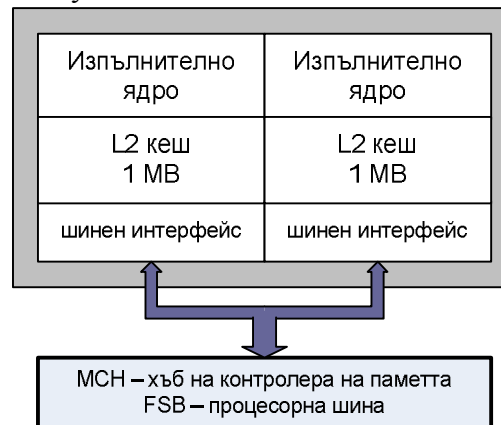 Изпълнително Изпълнително
ядро ядро
L2 кеш L2 кеш
1 MB 1 MB
шинен интерфейс шинен интерфейс
MCH – хъб на контролера на паметта
FSB – процесорна шина